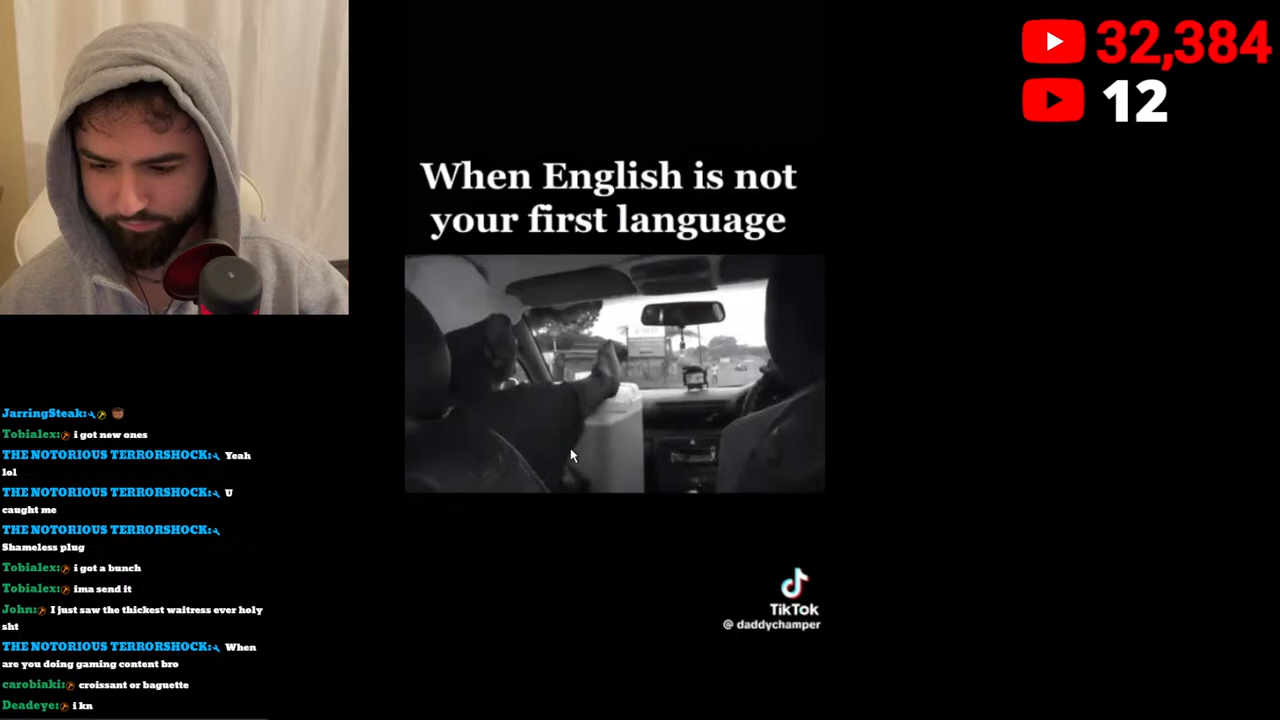 32,384
12
When English is not
your first language
TikTok
@ daddychamper
JarringSteak:
Tobialex: i got new ones
THE NOTORIOUS TERRORSHOCK: Yeah
lol
THE NOTORIOUS TERRORSHOCK: U
caught me
THE NOTORIOUS TERRORSHOCK:
Shameless plug
Tobialex: i got a bunch
Tobialex: ima send it
John: I just saw the thickest waitress ever holy
sht
THE NOTORIOUS TERRORSHOCK: When
are you doing gaming content bro
carobiaki: croissant or baguette
Deadeye: i kn